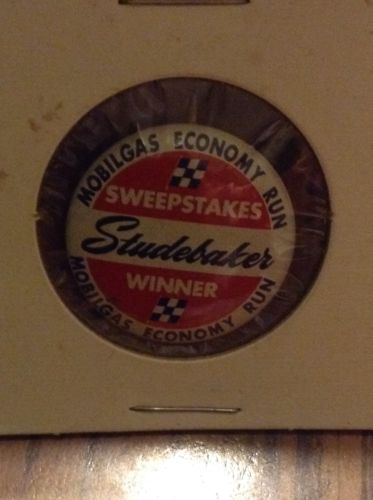 MOBILGAS ECONOMY RUN
SWEEPSTAKES
Studebaker
WINNER
MOBILGAS ECONOMY RUN